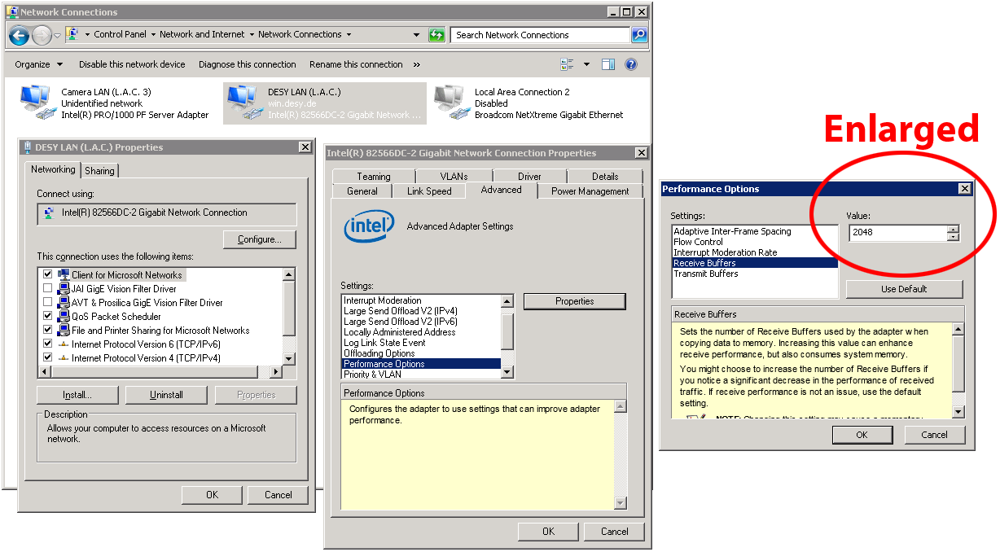 Network Connections
Control Panel
Network and Internet
Network Connections
Search Network Connections
Organize
Disable this network device
Diagnose this connection
Rename this connection
»
Camera LAN (L.A.C. 3)
Unidentified network
Intel(R) PRO/1000 PF Server Adapter
DESY LAN (L.A.C.)
win.desy.de
Intel(R) 82566DC-2 Gigabit Network ...
Local Area Connection 2
Disabled
Broadcom NetXtreme Gigabit Ethernet
DESY LAN (L.A.C.) Properties
Networking
Sharing
Connect using:
Intel(R) 82566DC-2 Gigabit Network Connection
Configure...
This connection uses the following items:
Client for Microsoft Networks
JAI GigE Vision Filter Driver
AVT & Prosilica GigE Vision Filter Driver
QoS Packet Scheduler
File and Printer Sharing for Microsoft Networks
Internet Protocol Version 6 (TCP/IPv6)
Internet Protocol Version 4 (TCP/IPv4)
Install...
Uninstall
Properties
Description
Allows your computer to access resources on a Microsoft
network.
OK
Cancel
Intel(R) 82566DC-2 Gigabit Network Connection Properties
Teaming
VLANs
Driver
Details
General
Link Speed
Advanced
Power Management
intel
Advanced Adapter Settings
Settings:
Interrupt Moderation
Large Send Offload V2 (IPv4)
Large Send Offload V2 (IPv6)
Locally Administered Address
Log Link State Event
Offloading Options
Performance Options
Priority & VLAN
Properties
Performance Options
Configures the adapter to use settings that can improve adapter
performance.
OK
Cancel
Enlarged
Performance Options
Settings:
Adaptive Inter-Frame Spacing
Flow Control
Interrupt Moderation Rate
Receive Buffers
Transmit Buffers
Value:
2048
Use Default
Receive Buffers
Sets the number of Receive Buffers used by the adapter when
copying data to memory. Increasing this value can enhance
receive performance, but also consumes system memory.
You might choose to increase the number of Receive Buffers if
you notice a significant decrease in the performance of received
traffic. If receive performance is not an issue, use the default
setting.
NOTE: Changing this setting may cause a momentary
OK
Cancel